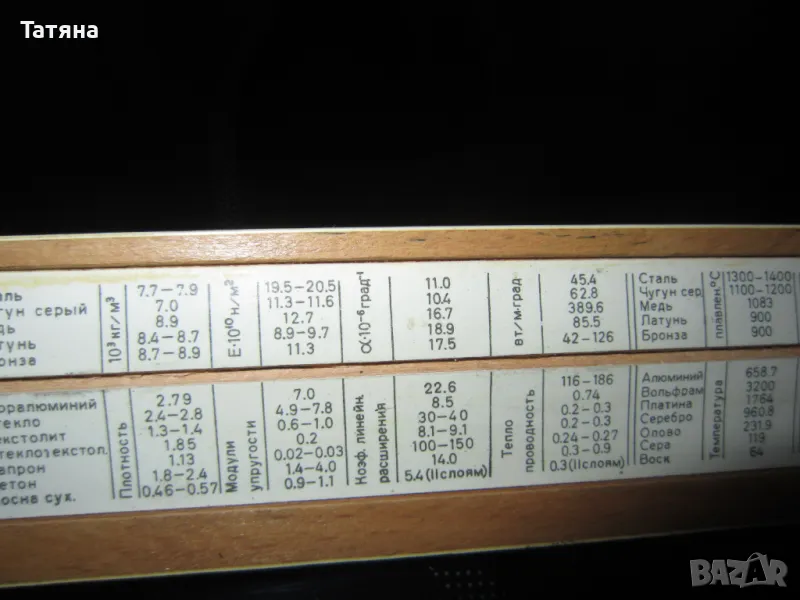 Татяна
аль 7.7-7.9 19.5-20.5 11.0 45.4 Сталь 1300-1400
гун серый 7.0 11.3-11.6 10.4 62.8 Чугун сер. 1100-1200
дь 8.9 12.7 16.7 389.6 Медь 1083
тунь 8.4-8.7 8.9-9.7 18.9 85.5 Латунь 900
онза 8.7-8.9 11.3 17.5 42-126 Бронза 900
10³кг/м³
E·10¹⁰н/м²
α·10⁻⁶град⁻¹
вт/м·град
плавлен.°С
юралюминий 2.79 7.0 22.6 116-186 Алюминий 658.7
текло 2.4-2.8 4.9-7.8 8.5 0.74 Вольфрам 3200
екстолит 1.3-1.4 0.6-1.0 30-40 0.2-0.3 Платина 1764
теклотекстол. 1.85 0.2 8.1-9.1 0.2-0.3 Серебро 960.8
апрон 1.13 0.02-0.03 100-150 0.24-0.27 Олово 231.9
етон 1.8-2.4 1.4-4.0 14.0 0.3-0.9 Сера 119
осна сух. 0.46-0.57 0.9-1.1 5.4(IIслоям) 0.3(IIслоям) Воск 64
Плотность
Модули
упругости
Коэф. линейн.
расширения
Тепло
проводность
Температура
BAZAR